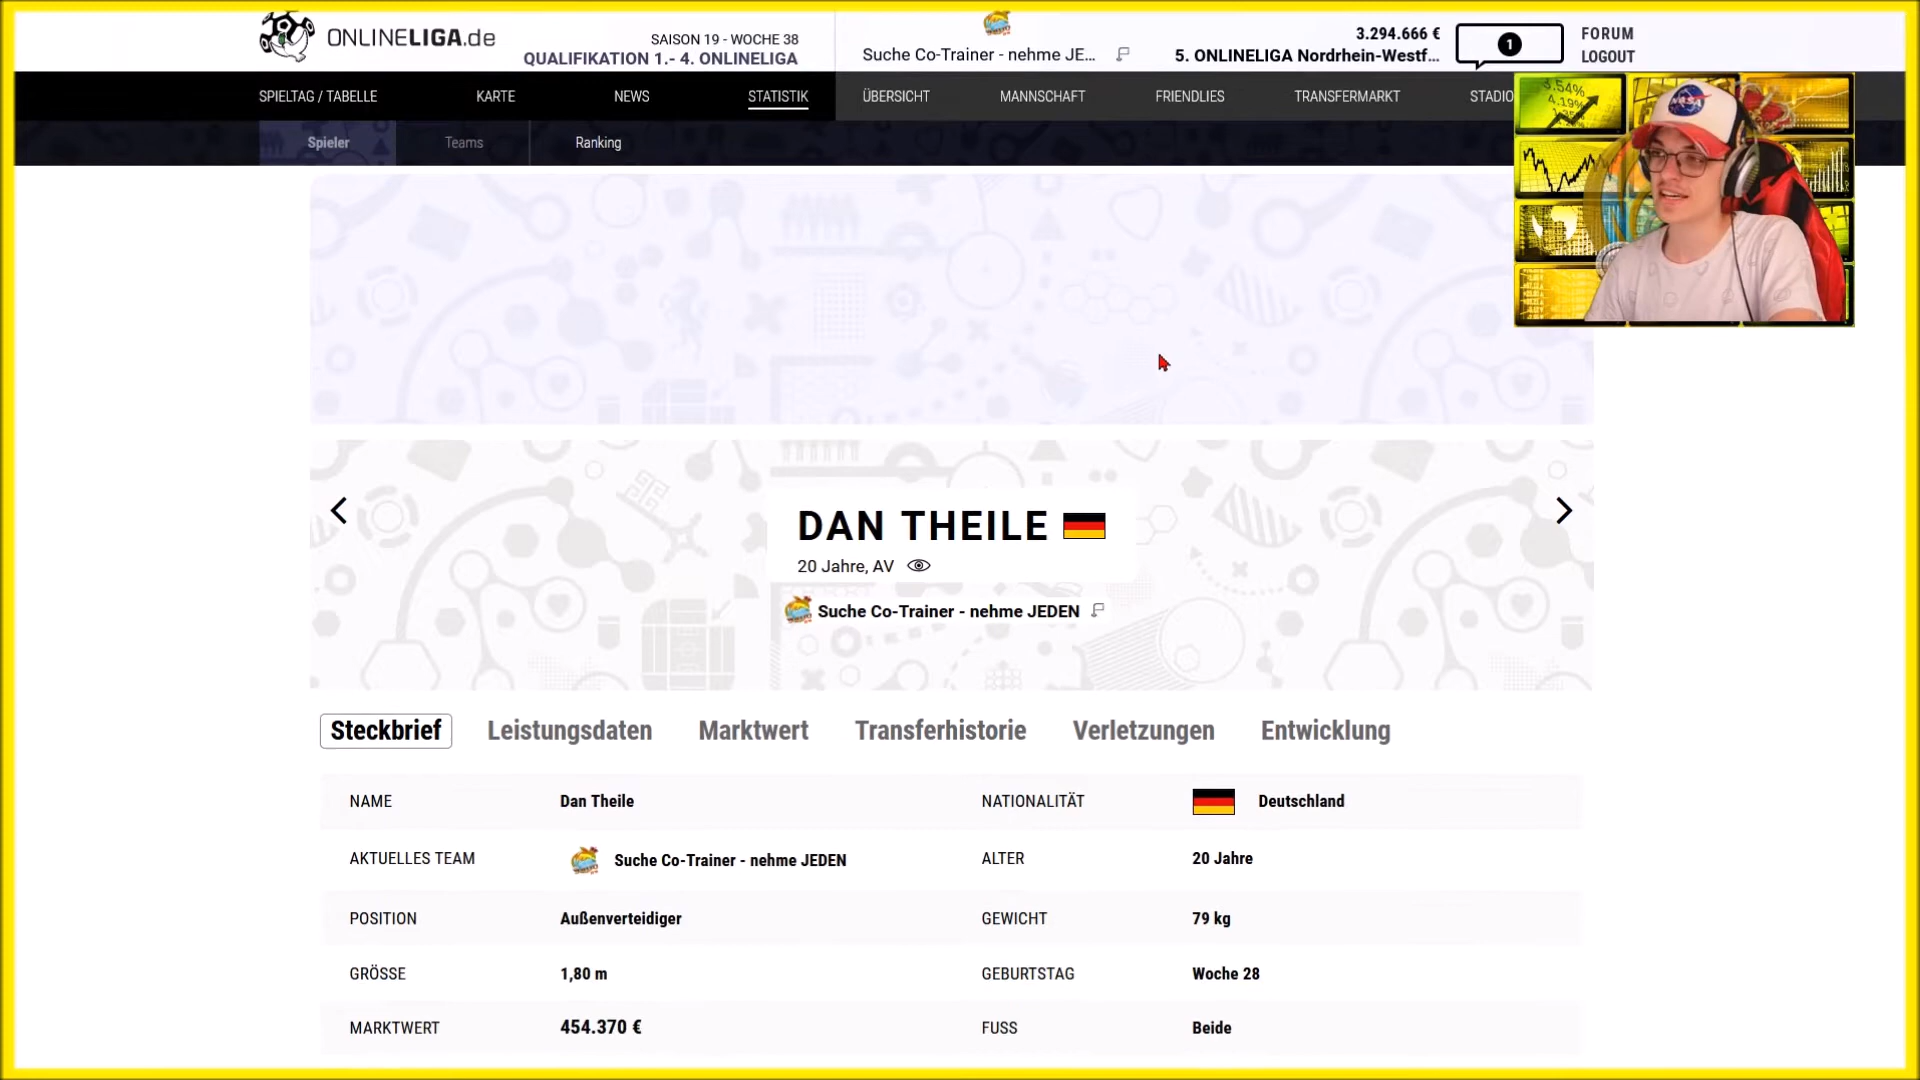 ONLINELIGA.de
SAISON 19 - WOCHE 38
QUALIFIKATION 1.- 4. ONLINELIGA
Suche Co-Trainer - nehme JE...
3.294.666 €
5. ONLINELIGA Nordrhein-Westf...
1
FORUM
LOGOUT
SPIELTAG / TABELLE
KARTE
NEWS
STATISTIK
ÜBERSICHT
MANNSCHAFT
FRIENDLIES
TRANSFERMARKT
STADIO
Spieler
Teams
Ranking
3.54%
4.19%
DAN THEILE
20 Jahre, AV
Suche Co-Trainer - nehme JEDEN
Steckbrief
Leistungsdaten
Marktwert
Transferhistorie
Verletzungen
Entwicklung
NAME
Dan Theile
NATIONALITÄT
Deutschland
AKTUELLES TEAM
Suche Co-Trainer - nehme JEDEN
ALTER
20 Jahre
POSITION
Außenverteidiger
GEWICHT
79 kg
GRÖSSE
1,80 m
GEBURTSTAG
Woche 28
MARKTWERT
454.370 €
FUSS
Beide